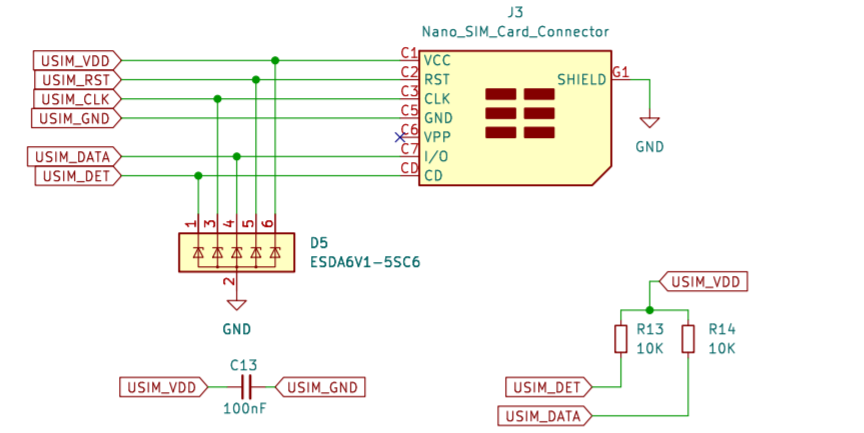 J3
Nano_SIM_Card_Connector
USIM_VDD
C1
VCC
USIM_RST
C2
RST
SHIELD
G1
USIM_CLK
C3
CLK
USIM_GND
C5
GND
C6
VPP
GND
USIM_DATA
C7
I/O
USIM_DET
CD
CD
1
3
4
5
6
D5
ESDA6V1-5SC6
2
GND
USIM_VDD
R13
10K
R14
10K
C13
USIM_VDD
USIM_GND
100nF
USIM_DET
USIM_DATA